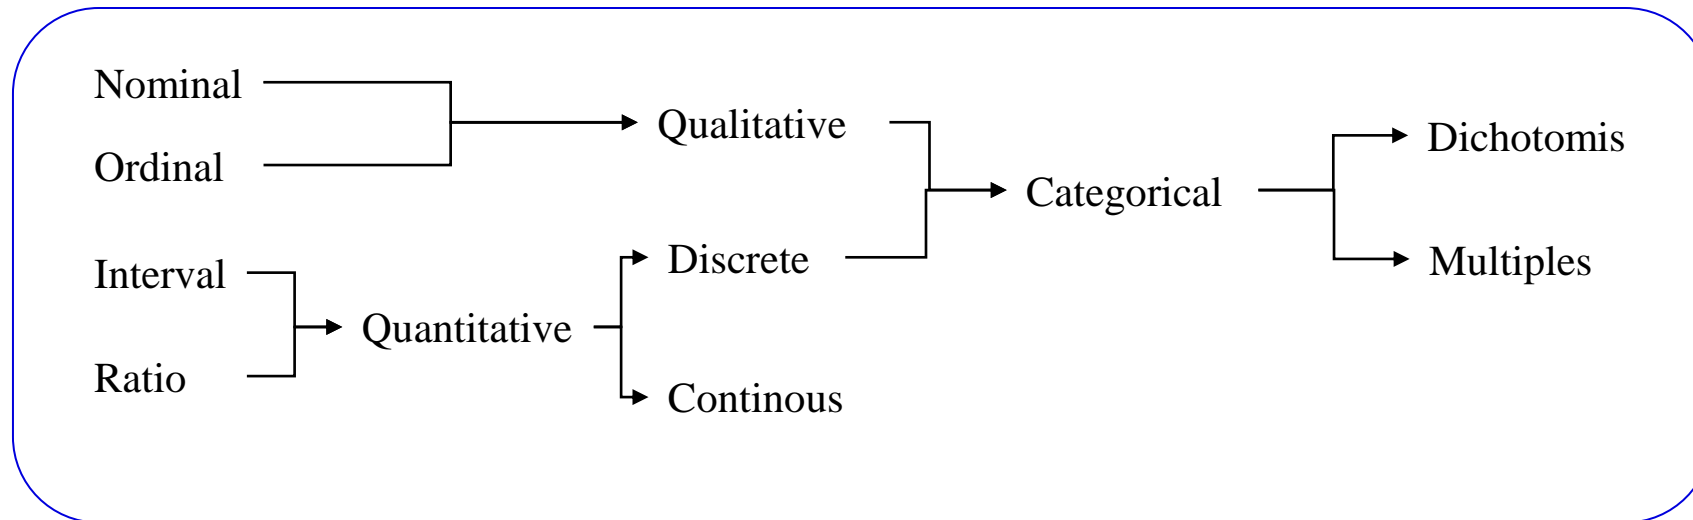 Nominal
Ordinal
Interval
Ratio
Quantitative
Qualitative
Discrete
Continous
Categorical
Dichotomis
Multiples